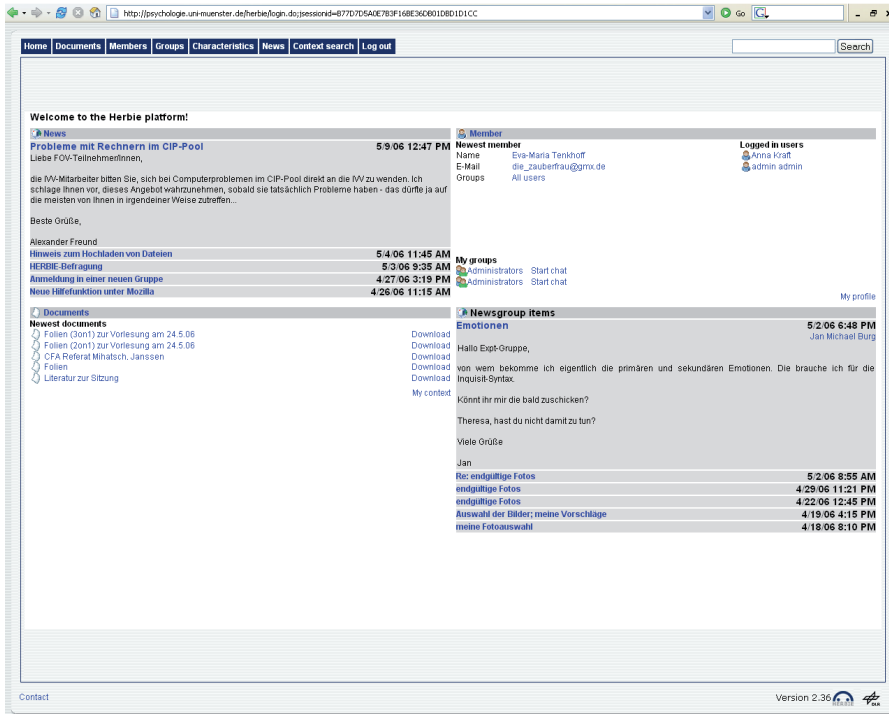 http://psychologie.uni-muenster.de/herbie/login.do;jsessionid=B77D7D5A0E7B3F16BE36DB01DBD1D1CC
Go
Home Documents Members Groups Characteristics News Context search Log out
Search
Welcome to the Herbie platform!
News
Probleme mit Rechnern im CIP-Pool 5/9/06 12:47 PM
Liebe FOV-Teilnehmer/innen,
die IVV-Mitarbeiter bitten Sie, sich bei Computerproblemen im CIP-Pool direkt an die IVV zu wenden. Ich
schlage Ihnen vor, dieses Angebot wahrzunehmen, sobald sie tatsächlich Probleme haben - das dürfte ja auf
die meisten von Ihnen in irgendeiner Weise zutreffen...
Beste Grüße,
Alexander Freund
Hinweis zum Hochladen von Dateien 5/4/06 11:45 AM
HERBIE-Befragung 5/3/06 9:35 AM
Anmeldung in einer neuen Gruppe 4/27/06 3:19 PM
Neue Hilfefunktion unter Mozilla 4/26/06 11:15 AM
Member
Newest member Logged in users
Name Eva-Maria Tenkhoff Anna Kraft
E-Mail die_zauberfrau@gmx.de admin admin
Groups All users
My groups
Administrators Start chat
Administrators Start chat
My profile
Documents
Newest documents
Folien (3on1) zur Vorlesung am 24.5.06 Download
Folien (2on1) zur Vorlesung am 24.5.06 Download
CFA Referat Mihatsch, Janssen Download
Folien Download
Literatur zur Sitzung Download
My context
Newsgroup items
Emotionen 5/2/06 6:48 PM
Jan Michael Burg
Hallo Expt-Gruppe,
von wem bekomme ich eigentlich die primären und sekundären Emotionen. Die brauche ich für die
Inquisit-Syntax.
Könnt ihr mir die bald zuschicken?
Theresa, hast du nicht damit zu tun?
Viele Grüße
Jan
Re: endgültige Fotos 5/2/06 8:55 AM
endgültige Fotos 4/29/06 11:21 PM
endgültige Fotos 4/22/06 12:45 PM
Auswahl der Bilder; meine Vorschläge 4/19/06 4:15 PM
meine Fotoauswahl 4/18/06 8:10 PM
Contact
Version 2.36
HERBIE
DLR